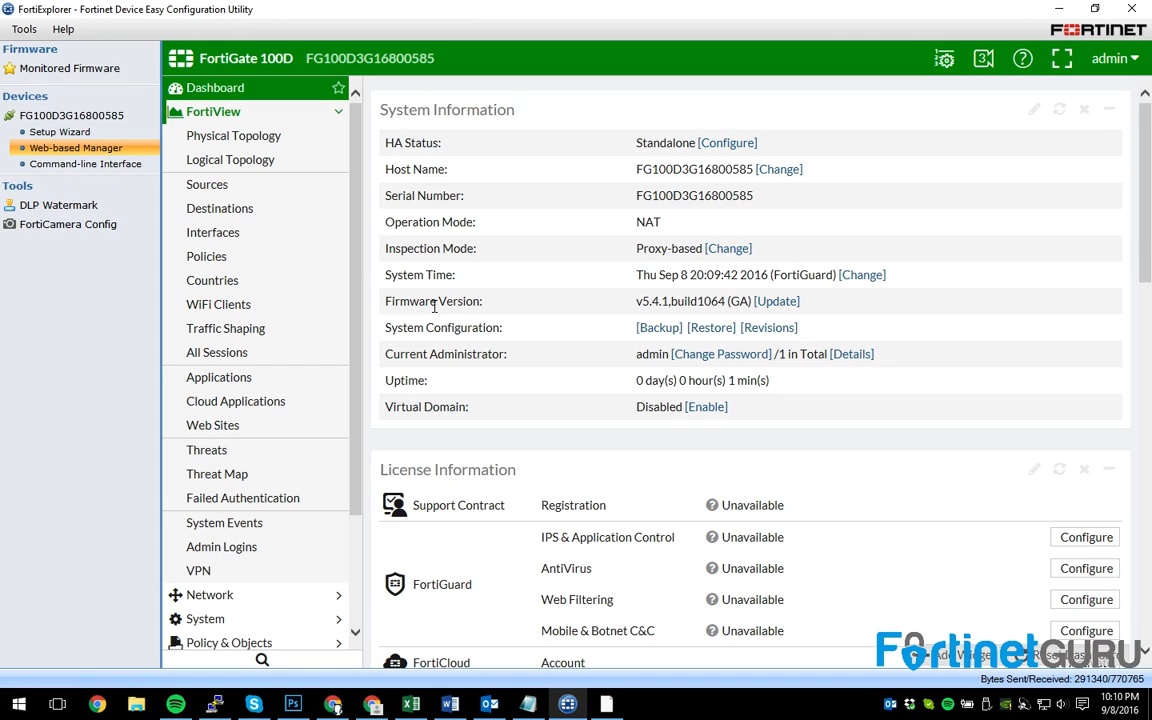 FortiExplorer - Fortinet Device Easy Configuration Utility
Tools Help
FORTINET
Firmware
Monitored Firmware
Devices
FG100D3G16800585
Setup Wizard
Web-based Manager
Command-line Interface
Tools
DLP Watermark
FortiCamera Config
FortiGate 100D FG100D3G16800585
admin
Dashboard
FortiView
Physical Topology
Logical Topology
Sources
Destinations
Interfaces
Policies
Countries
WiFi Clients
Traffic Shaping
All Sessions
Applications
Cloud Applications
Web Sites
Threats
Threat Map
Failed Authentication
System Events
Admin Logins
VPN
Network
System
Policy & Objects
System Information
HA Status: Standalone [Configure]
Host Name: FG100D3G16800585 [Change]
Serial Number: FG100D3G16800585
Operation Mode: NAT
Inspection Mode: Proxy-based [Change]
System Time: Thu Sep 8 20:09:42 2016 (FortiGuard) [Change]
Firmware Version: v5.4.1,build1064 (GA) [Update]
System Configuration: [Backup] [Restore] [Revisions]
Current Administrator: admin [Change Password] /1 in Total [Details]
Uptime: 0 day(s) 0 hour(s) 1 min(s)
Virtual Domain: Disabled [Enable]
License Information
Support Contract Registration Unavailable
IPS & Application Control Unavailable Configure
AntiVirus Unavailable Configure
FortiGuard
Web Filtering Unavailable Configure
Mobile & Botnet C&C Unavailable Configure
FortiCloud Account
FortinetGURU
Bytes Sent/Received: 291340/770765
10:10 PM
9/8/2016